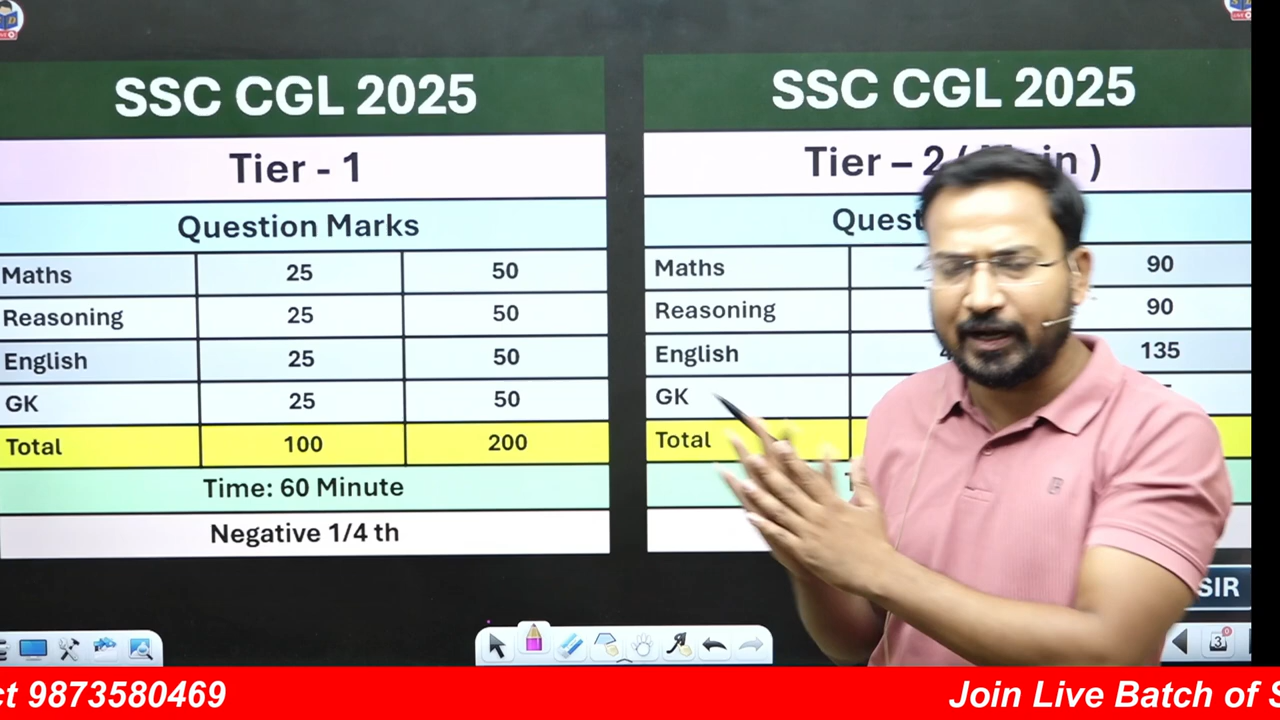 SSC CGL 2025
Tier - 1
Question Marks
Maths 25 50
Reasoning 25 50
English 25 50
GK 25 50
Total 100 200
Time: 60 Minute
Negative 1/4 th
SSC CGL 2025
Tier – 2 ( in )
Maths 90
Reasoning 90
English 135
GK
Total
SIR
3
9873580469
Join Live Batch of